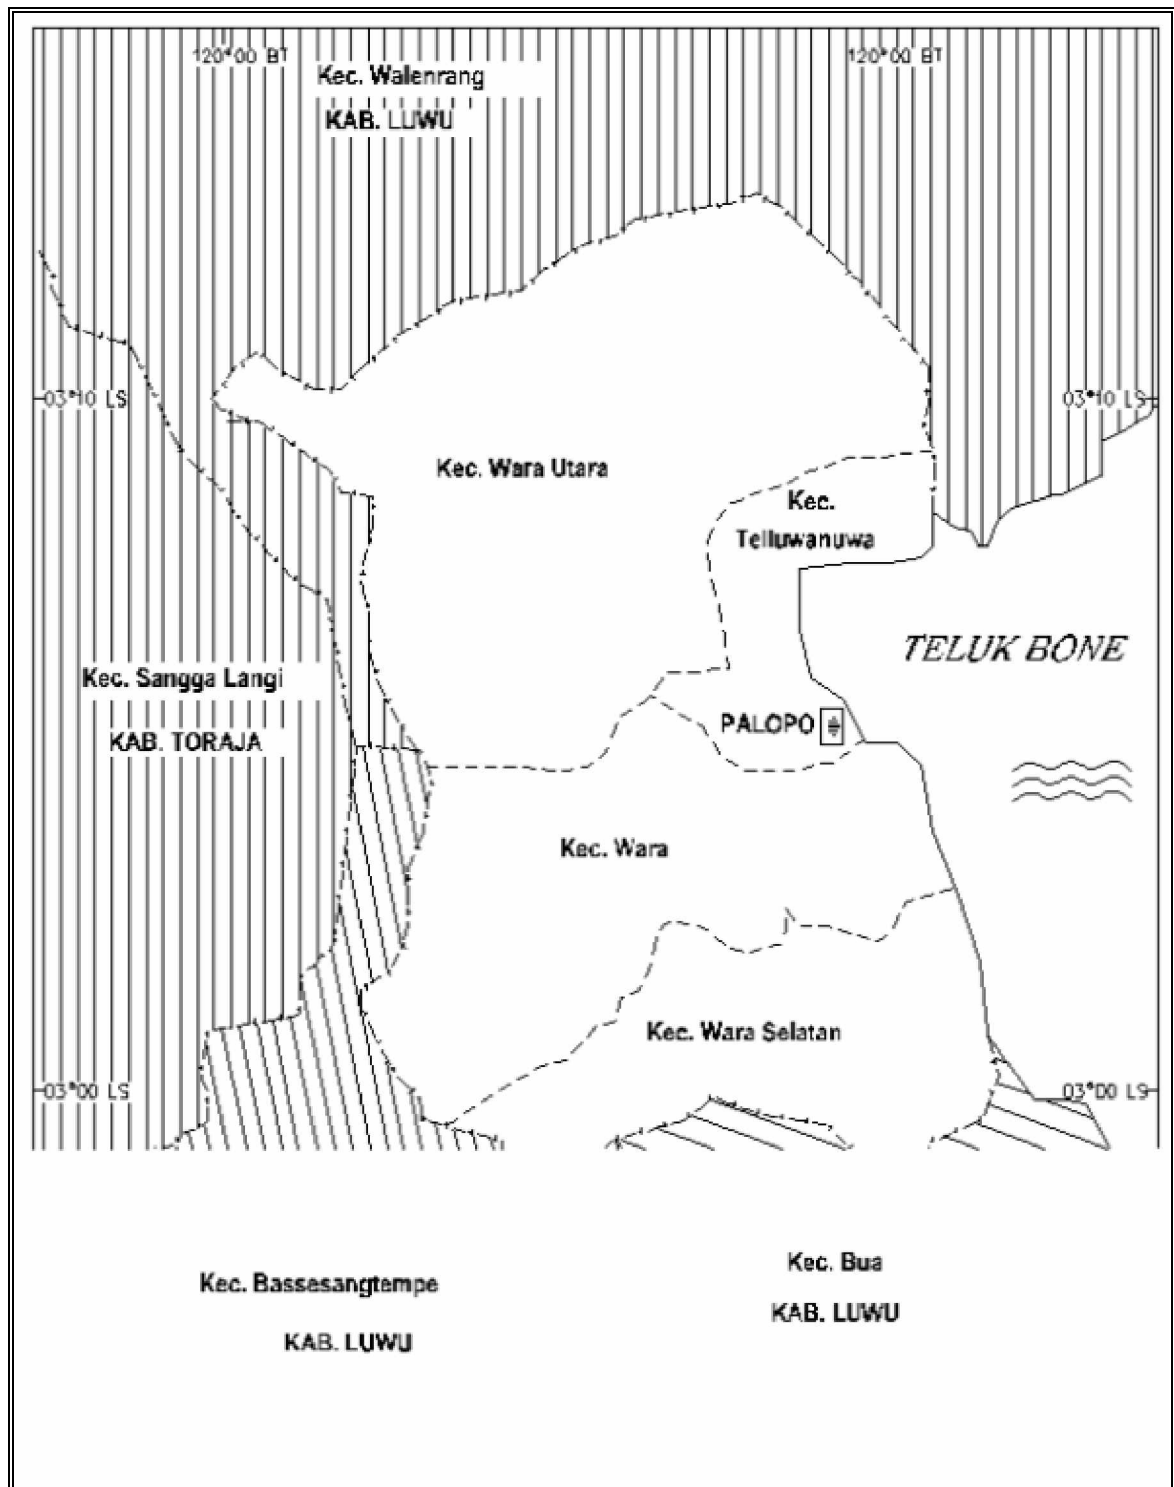 120°00 BT
120°00 BT
Kec. Walenrang
KAB. LUWU
03°10 LS
03°10 LS
Kec. Wara Utara
Kec.
Telluwanuwa
TELUK BONE
Kec. Sangga Langi
KAB. TORAJA
PALOPO
Kec. Wara
Kec. Wara Selatan
03°00 LS
03°00 LS
Kec. Bua
Kec. Bassesangtempe
KAB. LUWU
KAB. LUWU